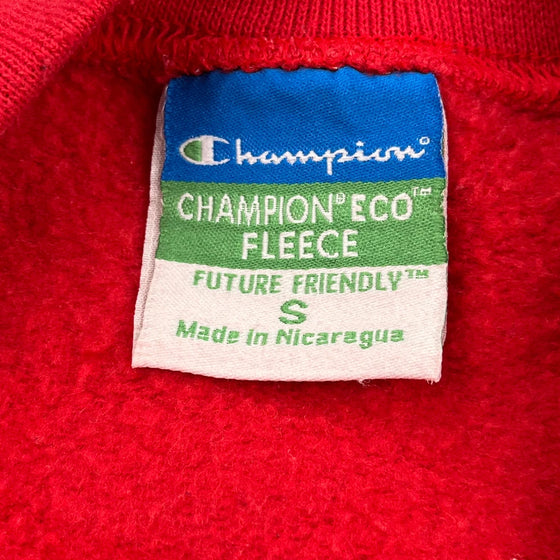 Champion®
CHAMPION® ECO™
FLEECE
FUTURE FRIENDLY™
S
Made in Nicaragua